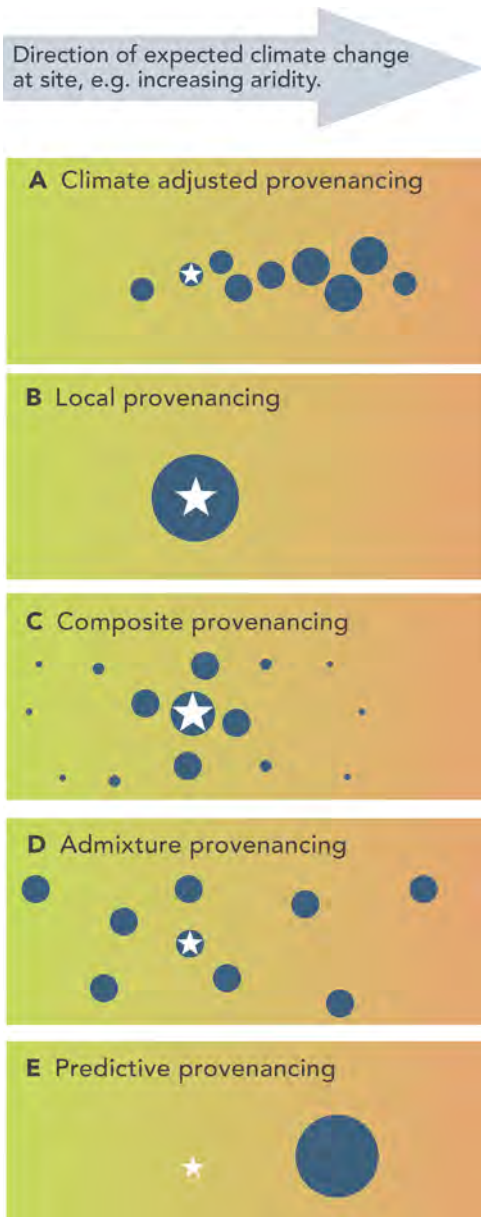 Direction of expected climate change
at site, e.g. increasing aridity.
A Climate adjusted provenancing
B Local provenancing
C Composite provenancing
D Admixture provenancing
E Predictive provenancing